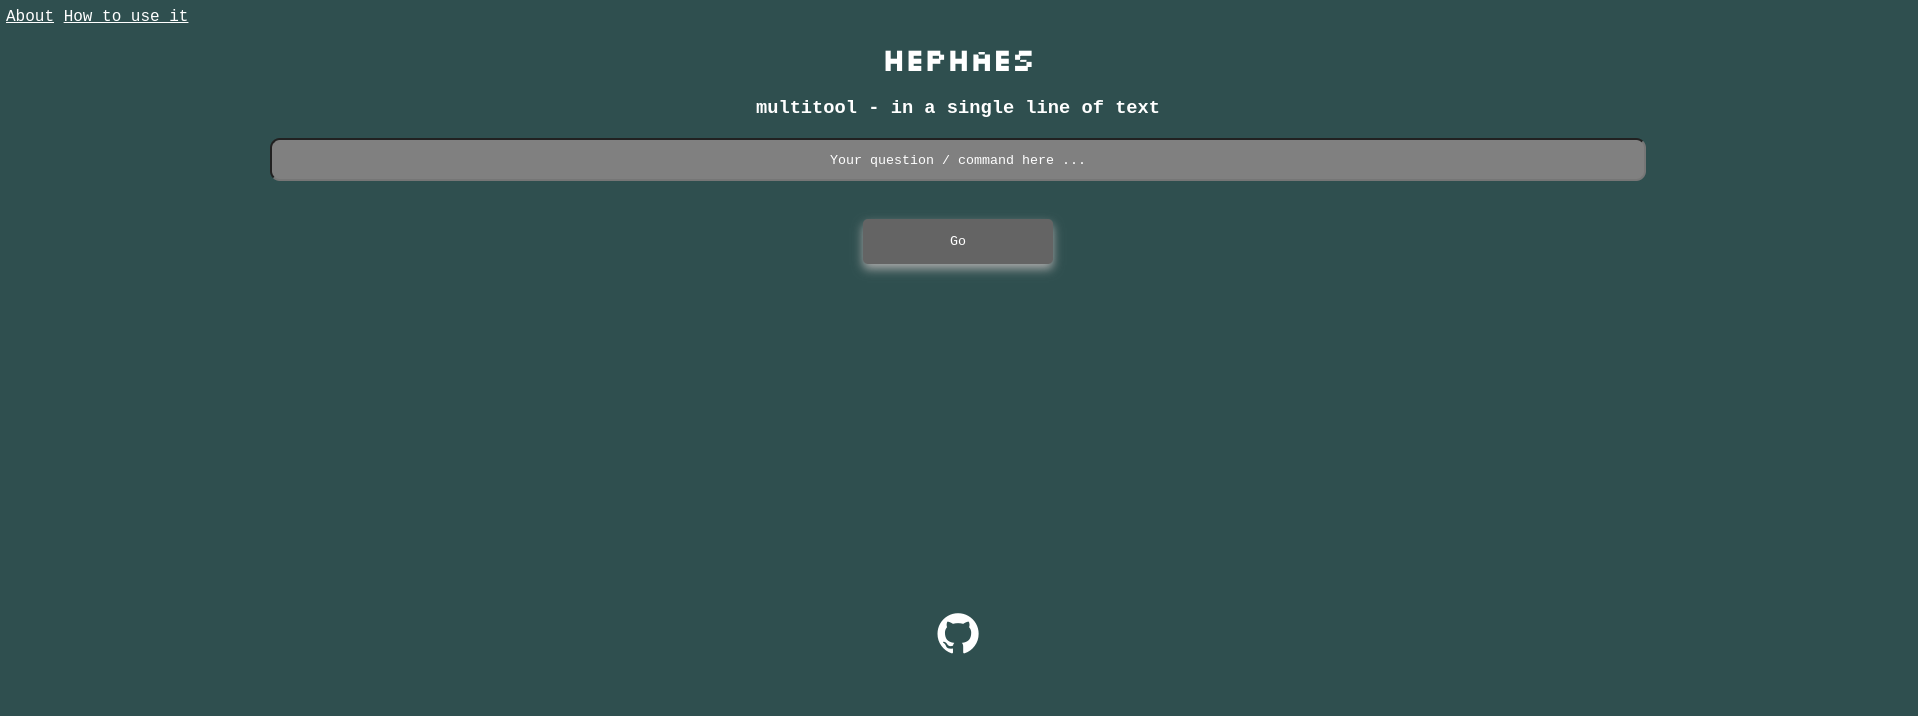 About How to use it
HEPHAES
multitool - in a single line of text
Your question / command here ...
Go